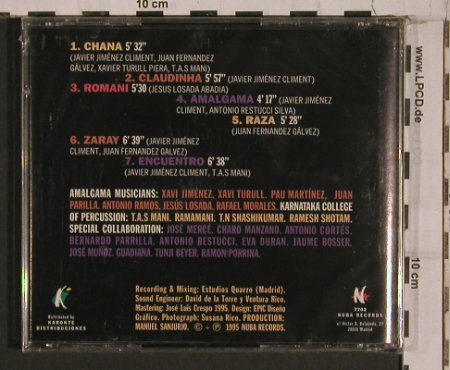 1. CHANA 5'32"
(JAVIER JIMÉNEZ CLIMENT, JUAN FERNANDEZ
GÁLVEZ, XAVIER TURULL PIERA, T.A.S MANI)
2. CLAUDINHA 5'57" (JAVIER JIMÉNEZ CLIMENT)
3. ROMANI 5'30 (JESUS LOSADA ABADIA)
4. AMALGAMA 4'17" (JAVIER JIMÉNEZ
CLIMENT, ANTONIO RESTUCCI SILVA)
5. RAZA 5'28"
(JUAN FERNANDEZ GALVEZ)
6. ZARAY 6'39" (JAVIER JIMÉNEZ
CLIMENT, JUAN FERNANDEZ GALVEZ)
7. ENCUENTRO 6'38"
(JAVIER JIMÉNEZ CLIMENT, T.A.S MANI)
AMALGAMA MUSICIANS: XAVI JIMÉNEZ. XAVI TURULL. PAU MARTÍNEZ. JUAN
PARILLA. ANTONIO RAMOS. JESÚS LOSADA. RAFAEL MORALES. KARNATAKA COLLEGE
OF PERCUSSION: T.A.S MANI. RAMAMANI. T.N SHASHIKUMAR. RAMESH SHOTAM.
SPECIAL COLLABORATION: JOSÉ MERCÉ. CHARO MANZANO. ANTONIO CORTÉS.
BERNARDO PARRILLA. ANTONIO RESTUCCI. EVA DURAN. JAUME BOSSER.
JOSÉ MUÑOZ. GUADIANA. TUNJI BEYER. RAMON PORRINA.
Recording & Mixing: Estudios Quarzo (Madrid).
Sound Engineer: David de la Torre y Ventura Rico.
Mastering: José Luis Crespo 1995. Design: EPIC Diseño
Gráfico. Photograph: Susana Rico. PRODUCTION:
MANUEL SANJURJO. © + ℗ 1995 NUBA RECORDS.
Distributed by
KARONTE
DISTRIBUCIONES
7702
NUBA RECORDS
Madrid
www.LPCD.de
10 cm
10 cm